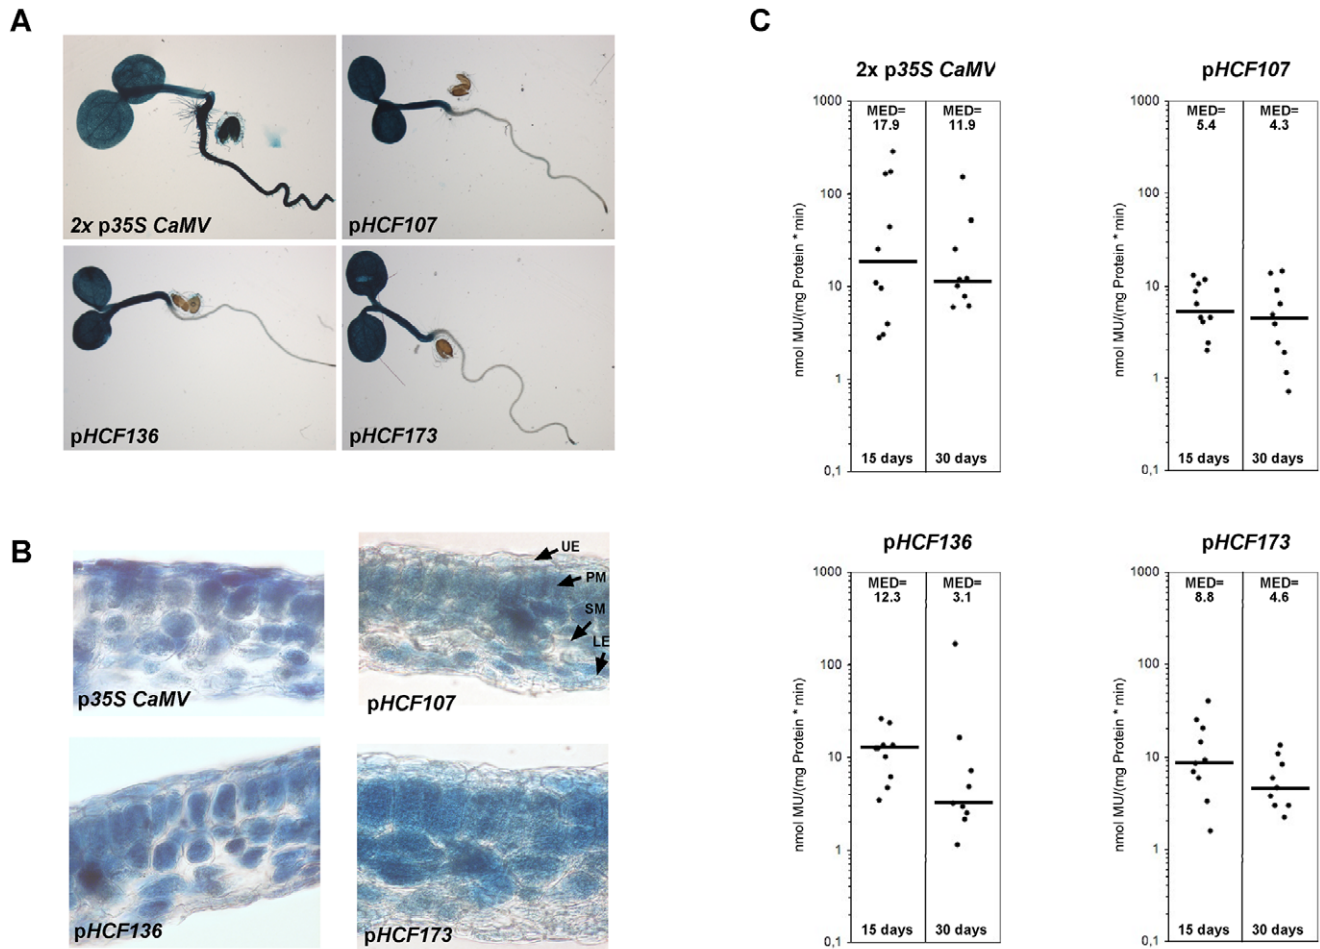 A
2x p35S CaMV
pHCF107
pHCF136
pHCF173
B
p35S CaMV
UE
PM
SM
LE
pHCF107
pHCF136
pHCF173
C
2x p35S CaMV
nmol MU/(mg Protein * min)
1000
100
10
1
0,1
MED=
17.9
MED=
11.9
15 days
30 days
pHCF107
nmol MU/(mg Protein * min)
1000
100
10
1
0,1
MED=
5.4
MED=
4.3
15 days
30 days
pHCF136
nmol MU/(mg Protein * min)
1000
100
10
1
0,1
MED=
12.3
MED=
3.1
15 days
30 days
pHCF173
nmol MU/(mg Protein * min)
1000
100
10
1
0,1
MED=
8.8
MED=
4.6
15 days
30 days